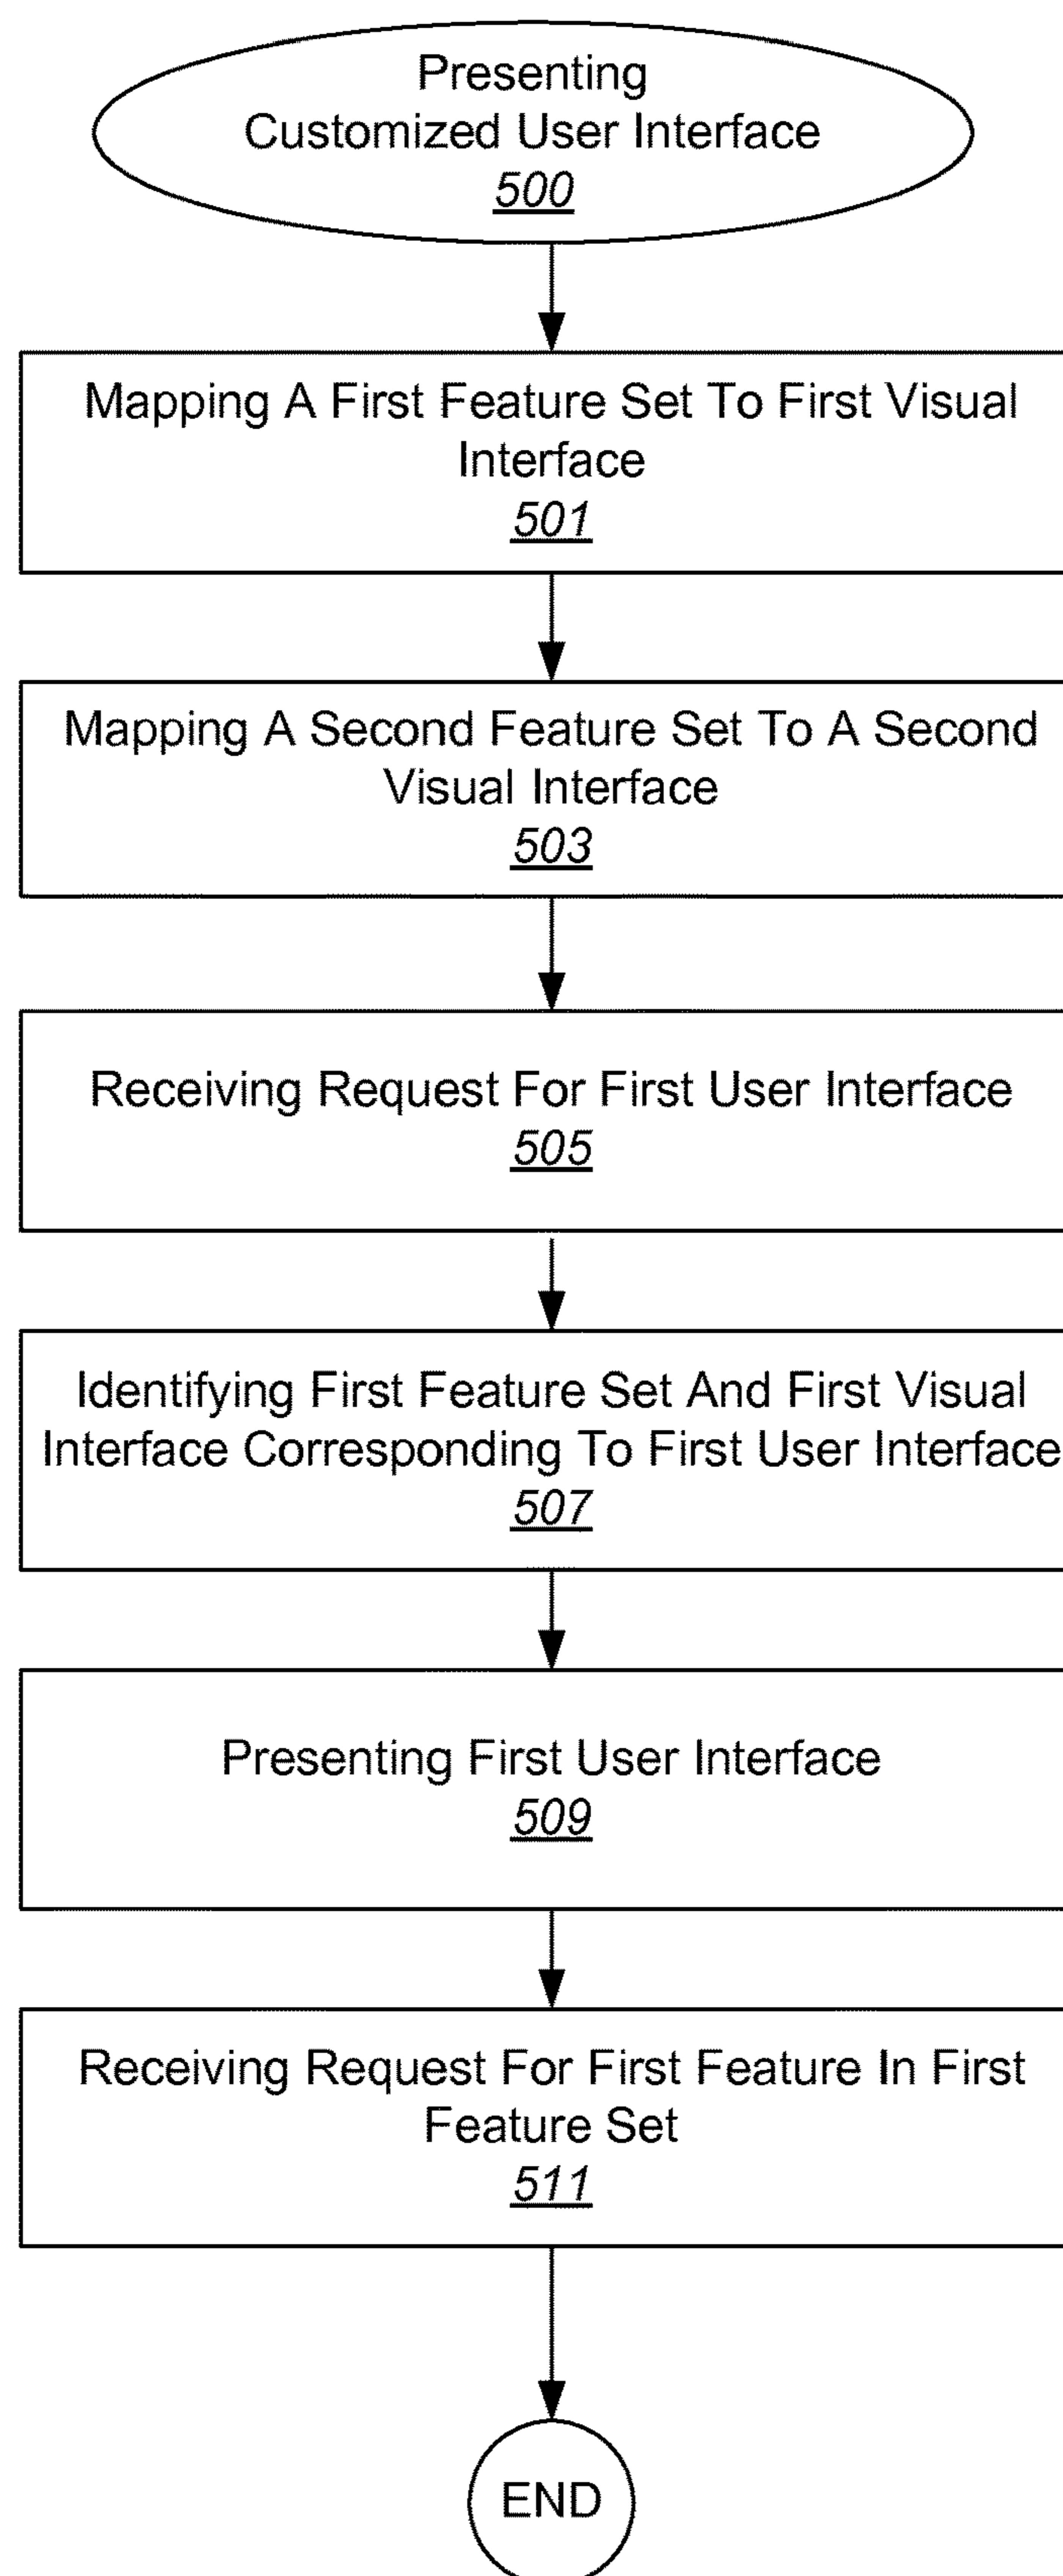 Presenting
Customized User Interface
500
Mapping A First Feature Set To First Visual
Interface
501
Mapping A Second Feature Set To A Second
Visual Interface
503
Receiving Request For First User Interface
505
Identifying First Feature Set And First Visual
Interface Corresponding To First User Interface
507
Presenting First User Interface
509
Receiving Request For First Feature In First
Feature Set
511
END